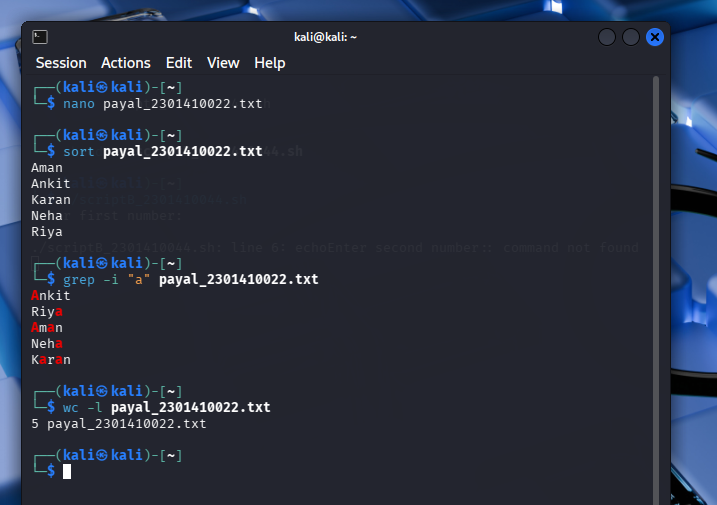 kali@kali: ~
Session Actions Edit View Help
┌──(kali㉿kali)-[~]
└─$ nano payal_2301410022.txt
┌──(kali㉿kali)-[~]
└─$ sort payal_2301410022.txt
Aman
Ankit
Karan
Neha
Riya
┌──(kali㉿kali)-[~]
└─$ grep -i "a" payal_2301410022.txt
Ankit
Riya
Aman
Neha
Karan
┌──(kali㉿kali)-[~]
└─$ wc -l payal_2301410022.txt
5 payal_2301410022.txt
┌──(kali㉿kali)-[~]
└─$